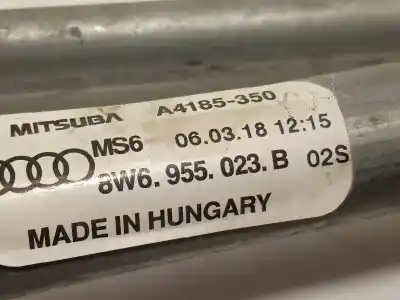 MITSUBA A4185-350
MS6 06.03.18 12:15
8W6.955.023.B 02S
MADE IN HUNGARY